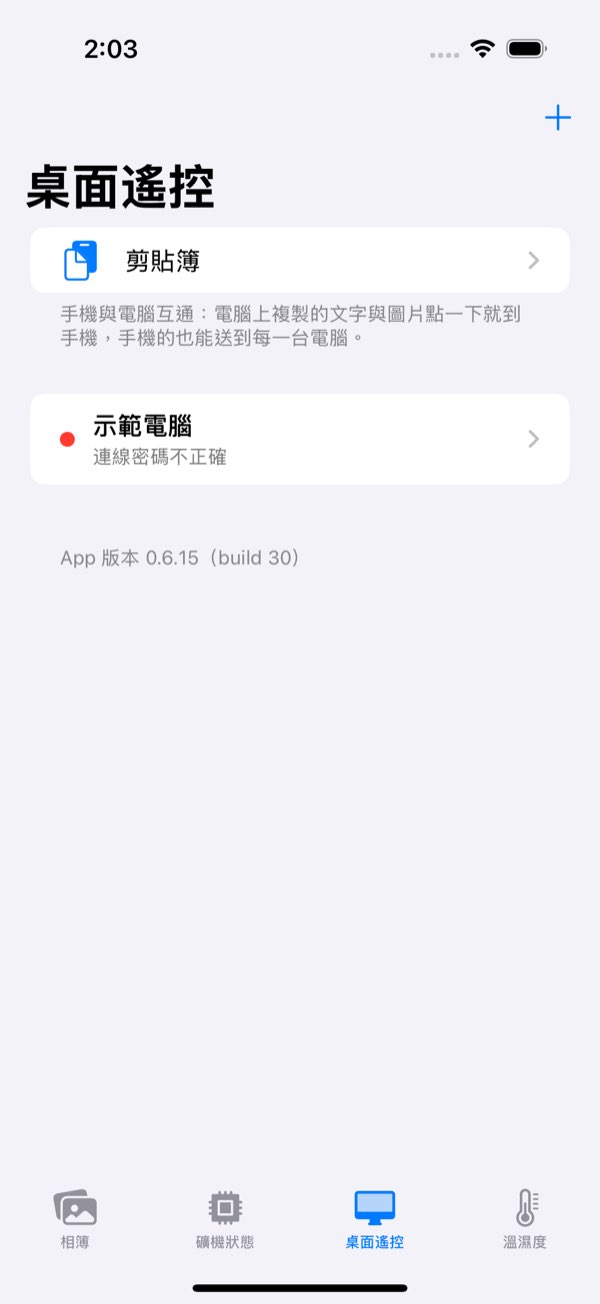 2:03
桌面遙控
剪貼簿
手機與電腦互通：電腦上複製的文字與圖片點一下就到
手機，手機的也能送到每一台電腦。
示範電腦
連線密碼不正確
App 版本 0.6.15（build 30）
相簿
礦機狀態
桌面遙控
溫濕度